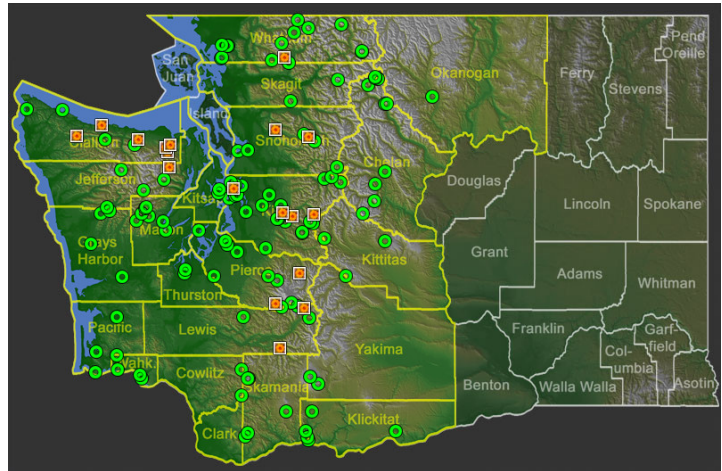 Whatcom
San
Juan
Skagit
Island
Okanogan
Ferry
Stevens
Pend
Oreille
Clallam
Snohomish
Chelan
Douglas
Jefferson
Kitsap
King
Lincoln
Spokane
Grays
Harbor
Mason
Grant
Kittitas
Adams
Pierce
Whitman
Thurston
Pacific
Lewis
Franklin
Gar-
field
Yakima
Col-
umbia
Wahk.
Cowlitz
Skamania
Benton
Walla Walla
Asotin
Clark
Klickitat